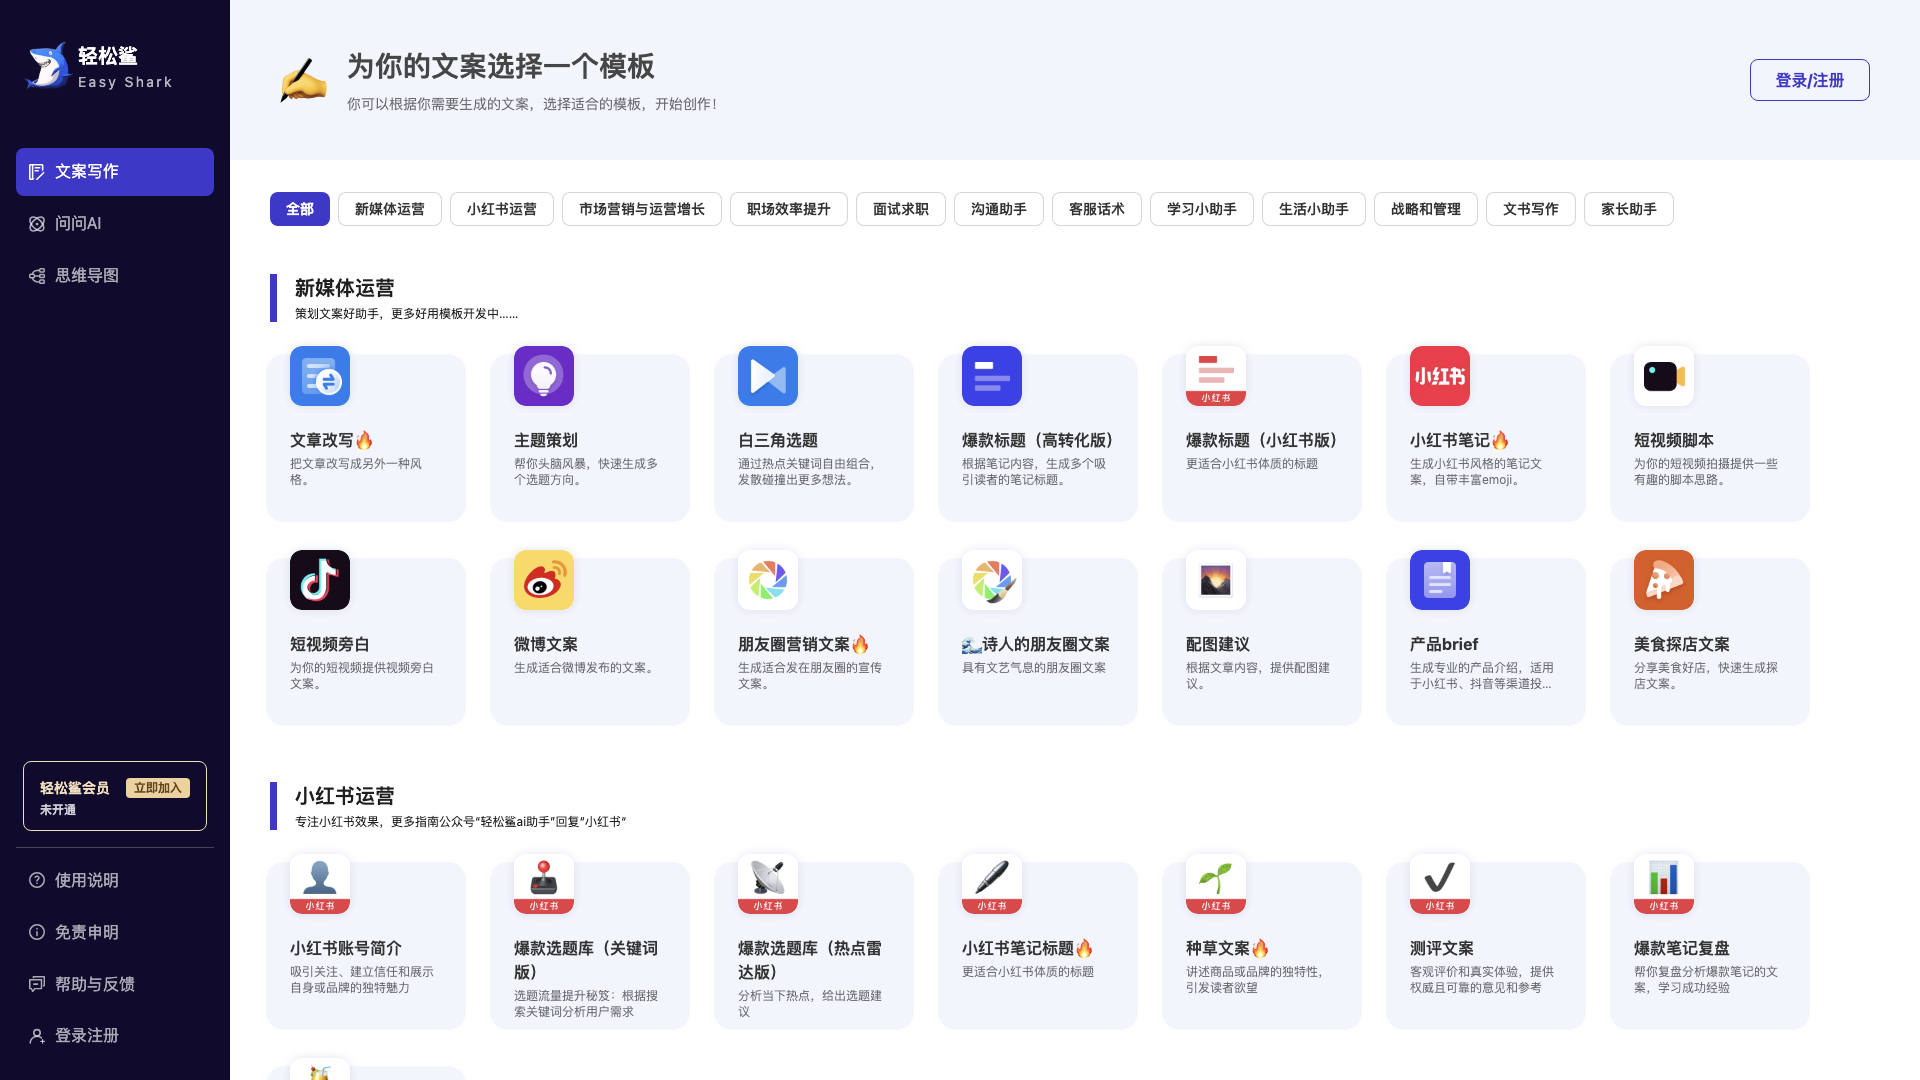 轻松鲨
Easy Shark
文案写作
问问AI
思维导图
轻松鲨会员
立即加入
未开通
使用说明
免责申明
帮助与反馈
登录注册
为你的文案选择一个模板
你可以根据你需要生成的文案，选择适合的模板，开始创作！
登录/注册
全部
新媒体运营
小红书运营
市场营销与运营增长
职场效率提升
面试求职
沟通助手
客服话术
学习小助手
生活小助手
战略和管理
文书写作
家长助手
新媒体运营
策划文案好助手，更多好用模板开发中......
文章改写🔥
把文章改写成另外一种风
格。
主题策划
帮你头脑风暴，快速生成多
个选题方向。
白三角选题
通过热点关键词自由组合，
发散碰撞出更多想法。
爆款标题（高转化版）
根据笔记内容，生成多个吸
引读者的笔记标题。
小红书
爆款标题（小红书版）
更适合小红书体质的标题
小红书
小红书笔记🔥
生成小红书风格的笔记文
案，自带丰富emoji。
短视频脚本
为你的短视频拍摄提供一些
有趣的脚本思路。
短视频旁白
为你的短视频提供视频旁白
文案。
微博文案
生成适合微博发布的文案。
朋友圈营销文案🔥
生成适合发在朋友圈的宣传
文案。
🌊诗人的朋友圈文案
具有文艺气息的朋友圈文案
配图建议
根据文章内容，提供配图建
议。
产品brief
生成专业的产品介绍，适用
于小红书、抖音等渠道投...
美食探店文案
分享美食好店，快速生成探
店文案。
小红书运营
专注小红书效果，更多指南公众号“轻松鲨ai助手”回复“小红书“
小红书
小红书账号简介
吸引关注、建立信任和展示
自身或品牌的独特魅力
小红书
爆款选题库（关键词
版）
选题流量提升秘笈：根据搜
索关键词分析用户需求
小红书
爆款选题库（热点雷
达版）
分析当下热点，给出选题建
议
小红书
小红书笔记标题🔥
更适合小红书体质的标题
小红书
种草文案🔥
讲述商品或品牌的独特性，
引发读者欲望
小红书
测评文案
客观评价和真实体验，提供
权威且可靠的意见和参考
小红书
爆款笔记复盘
帮你复盘分析爆款笔记的文
案，学习成功经验